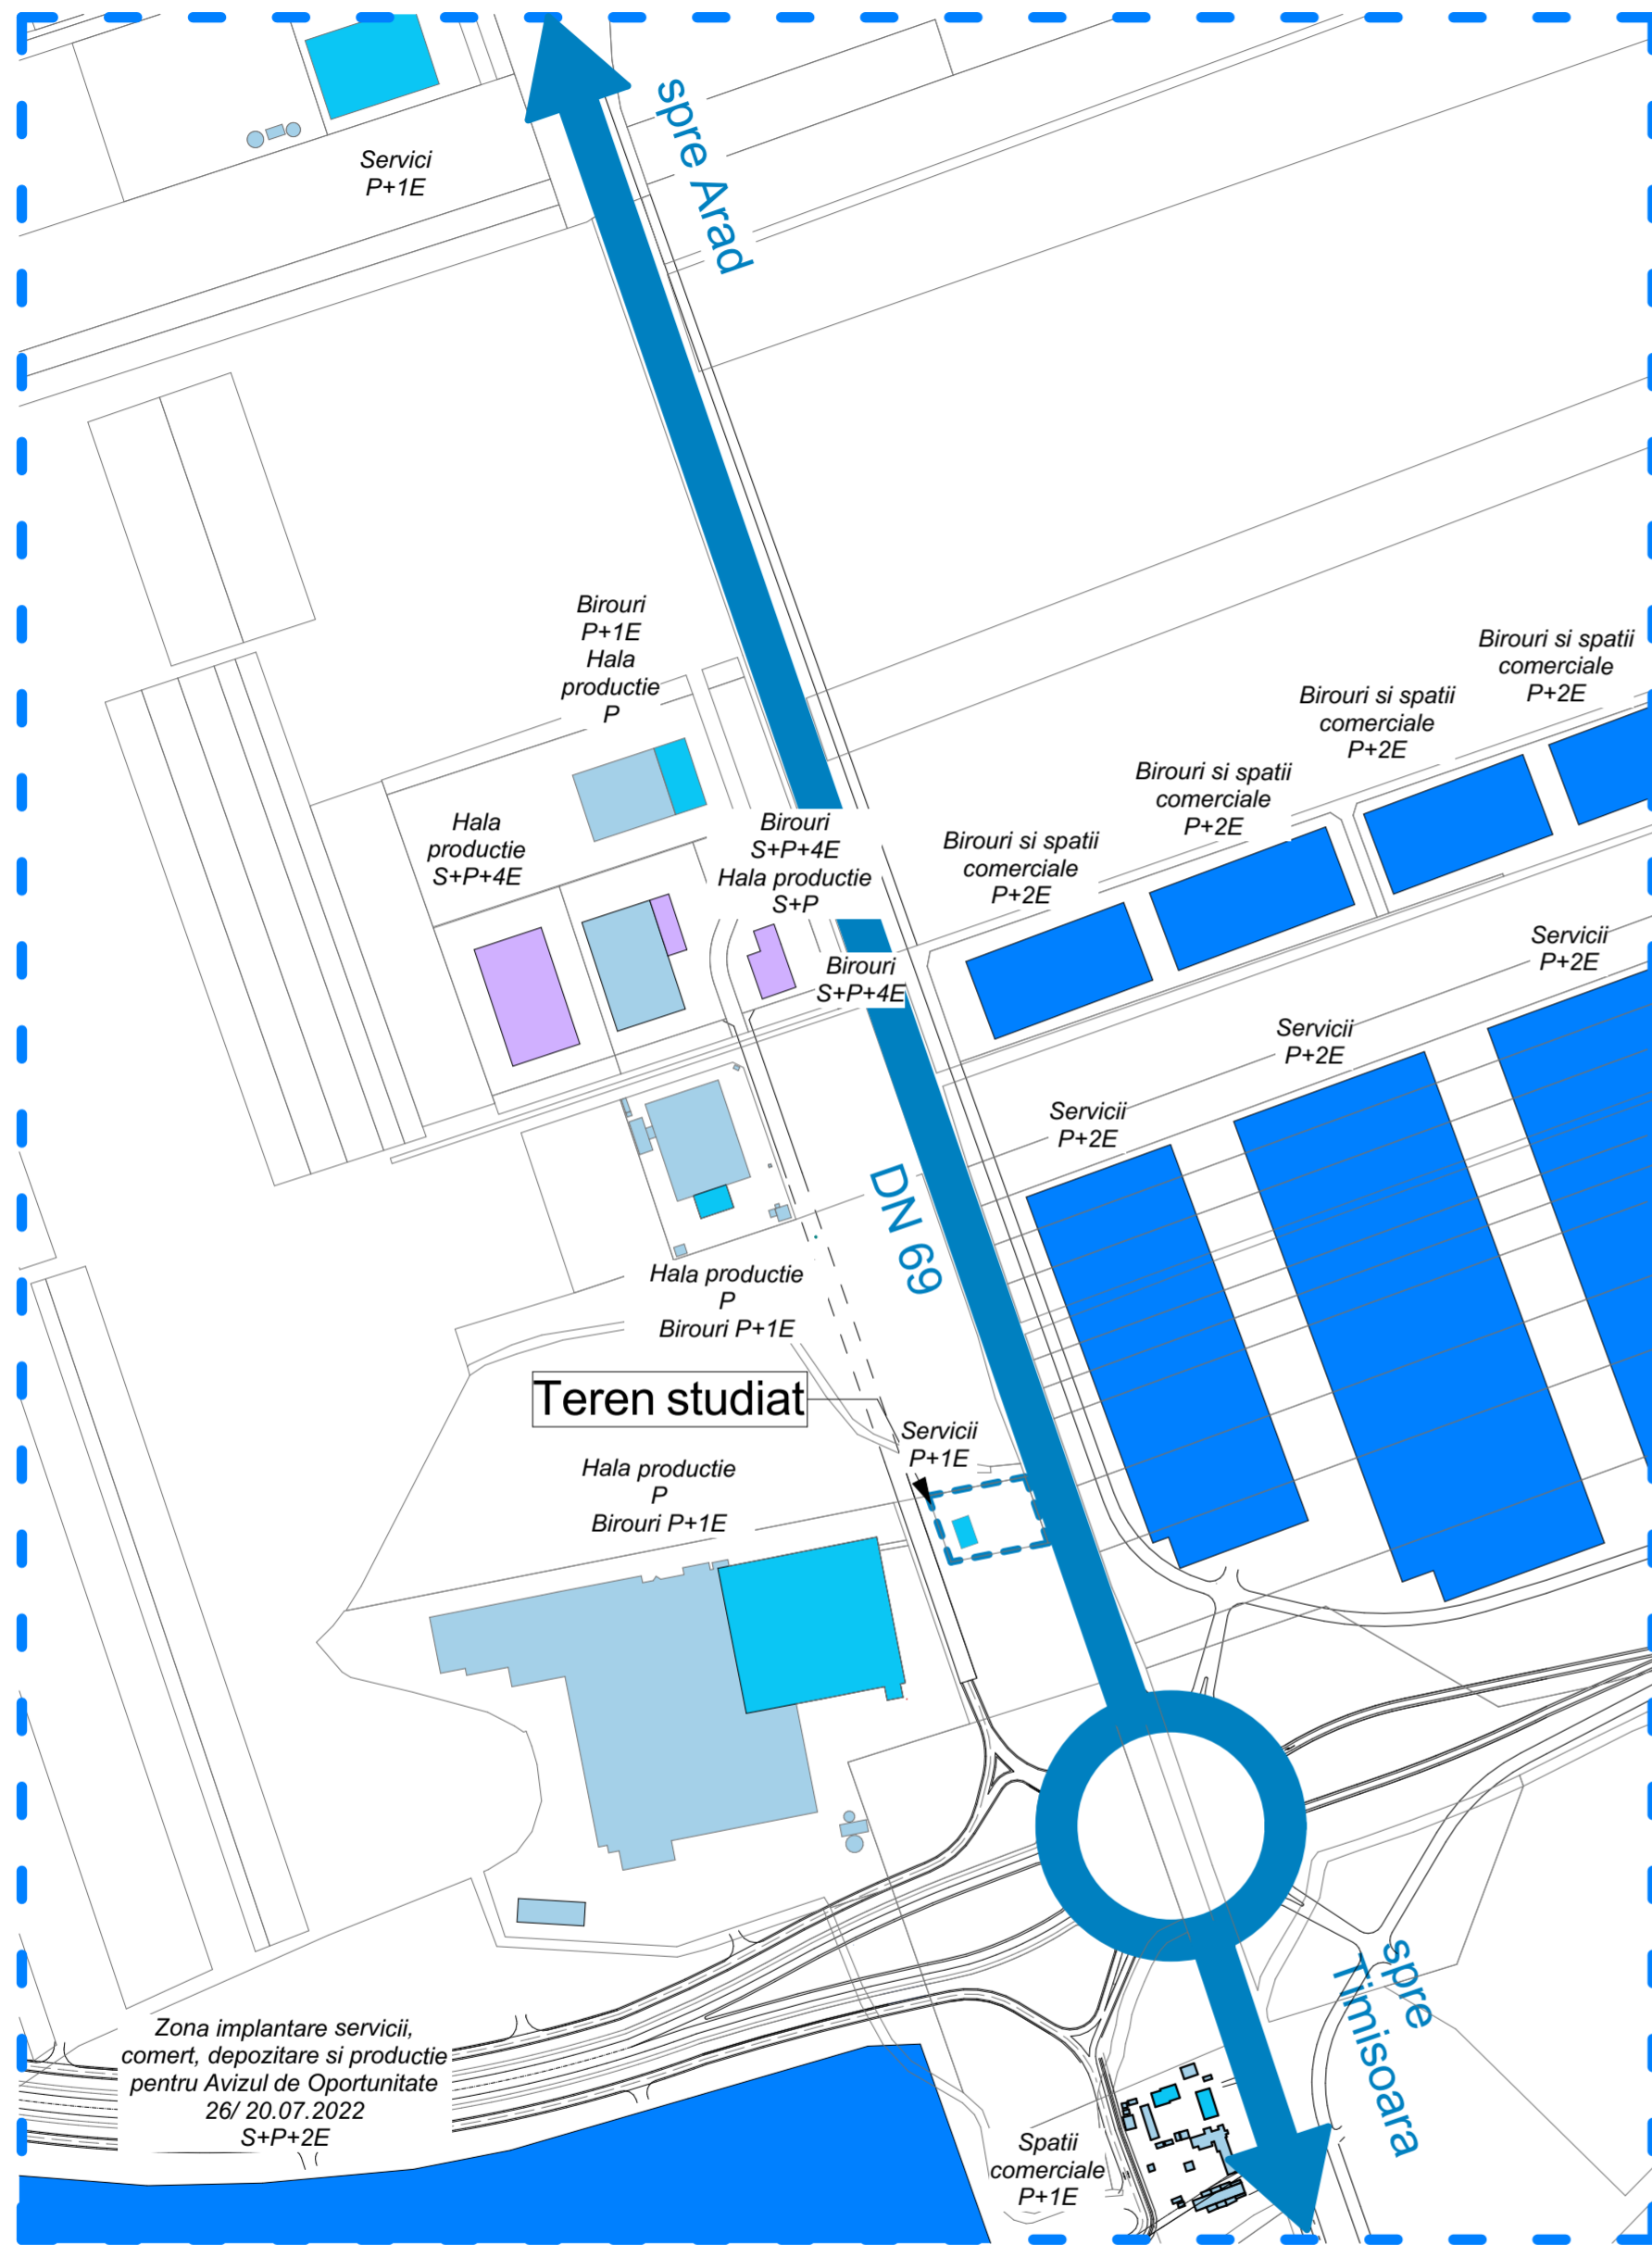 spre Arad
Servici
P+1E
Birouri
P+1E
Hala
productie
P
Birouri si spatii
comerciale
P+2E
Birouri si spatii
comerciale
P+2E
Birouri si spatii
comerciale
P+2E
Birouri si spatii
comerciale
P+2E
Hala
productie
S+P+4E
Birouri
S+P+4E
Hala productie
S+P
Birouri
S+P+4E
Servicii
P+2E
Servicii
P+2E
Servicii
P+2E
DN 69
Hala productie
P
Birouri P+1E
Teren studiat
Servicii
P+1E
Hala productie
P
Birouri P+1E
spre
Timisoara
Zona implantare servicii,
comert, depozitare si productie
pentru Avizul de Oportunitate
26/ 20.07.2022
S+P+2E
Spatii
comerciale
P+1E